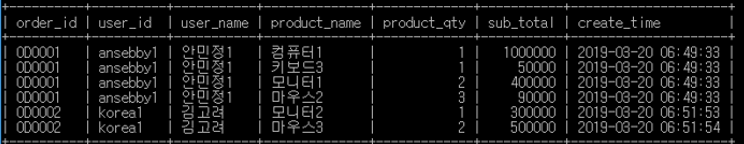 order_id | user_id | user_name | product_name | product_qty | sub_total | create_time
OD0001 | ansebby1 | 안민정1 | 컴퓨터1 | 1 | 1000000 | 2019-03-20 06:49:33
OD0001 | ansebby1 | 안민정1 | 키보드3 | 1 | 50000 | 2019-03-20 06:49:33
OD0001 | ansebby1 | 안민정1 | 모니터1 | 2 | 400000 | 2019-03-20 06:49:33
OD0001 | ansebby1 | 안민정1 | 마우스2 | 3 | 90000 | 2019-03-20 06:49:33
OD0002 | korea1 | 김고려 | 모니터2 | 1 | 300000 | 2019-03-20 06:51:53
OD0002 | korea1 | 김고려 | 마우스3 | 2 | 500000 | 2019-03-20 06:51:54